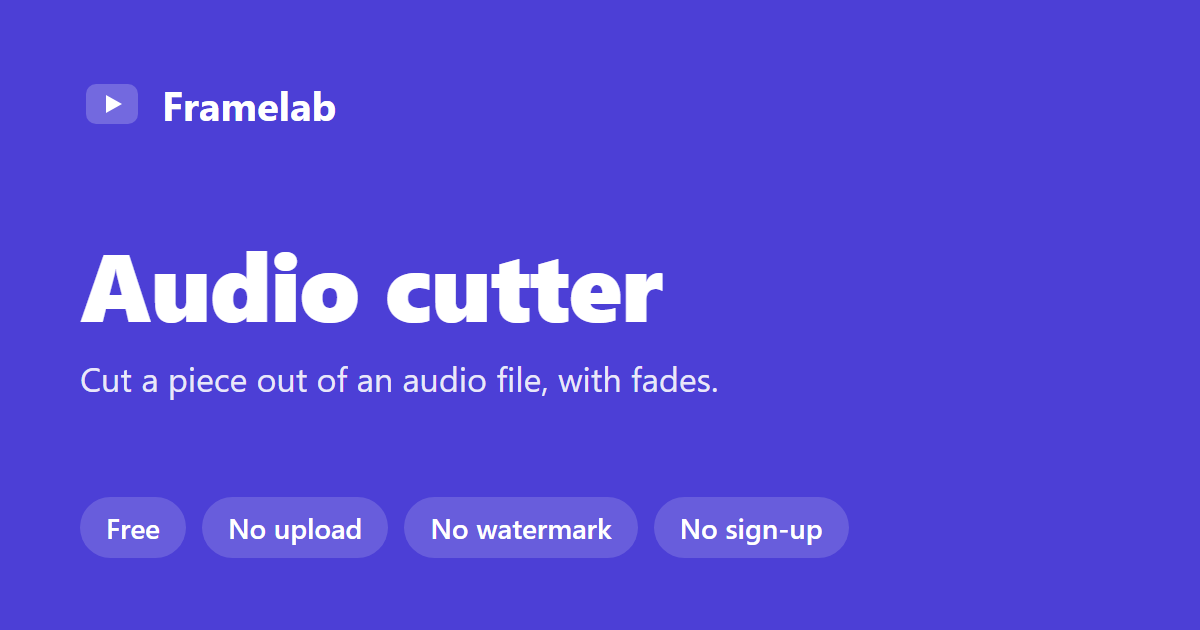 Framelab
Audio cutter
Cut a piece out of an audio file, with fades.
Free No upload No watermark No sign-up